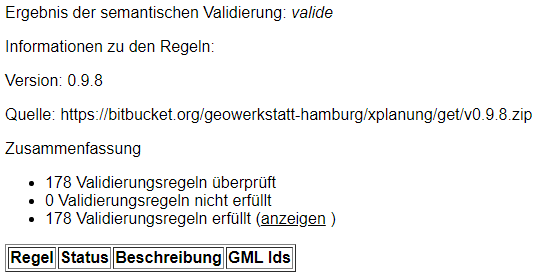 Ergebnis der semantischen Validierung: valide
Informationen zu den Regeln:
Version: 0.9.8
Quelle: https://bitbucket.org/geowerkstatt-hamburg/xplanung/get/v0.9.8.zip
Zusammenfassung
• 178 Validierungsregeln überprüft
• 0 Validierungsregeln nicht erfüllt
• 178 Validierungsregeln erfüllt (anzeigen )
Regel Status Beschreibung GML Ids